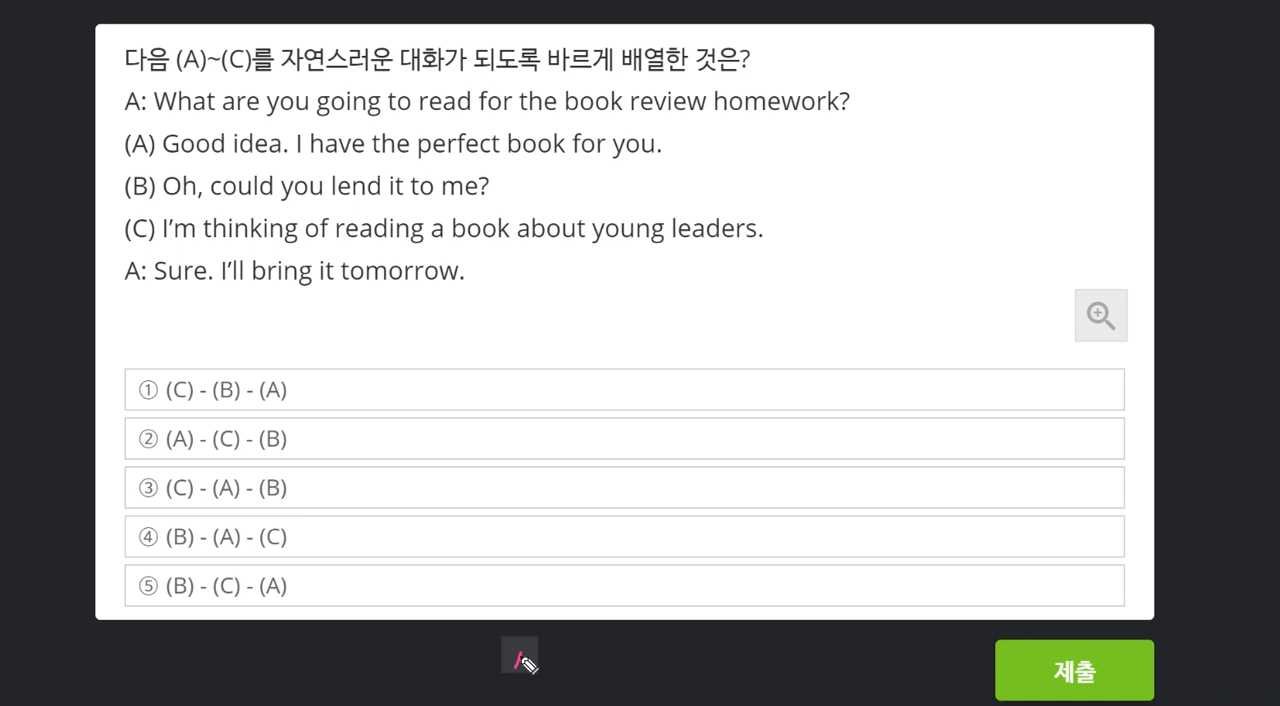 다음 (A)~(C)를 자연스러운 대화가 되도록 바르게 배열한 것은?
A: What are you going to read for the book review homework?
(A) Good idea. I have the perfect book for you.
(B) Oh, could you lend it to me?
(C) I’m thinking of reading a book about young leaders.
A: Sure. I’ll bring it tomorrow.
① (C) - (B) - (A)
② (A) - (C) - (B)
③ (C) - (A) - (B)
④ (B) - (A) - (C)
⑤ (B) - (C) - (A)
제출